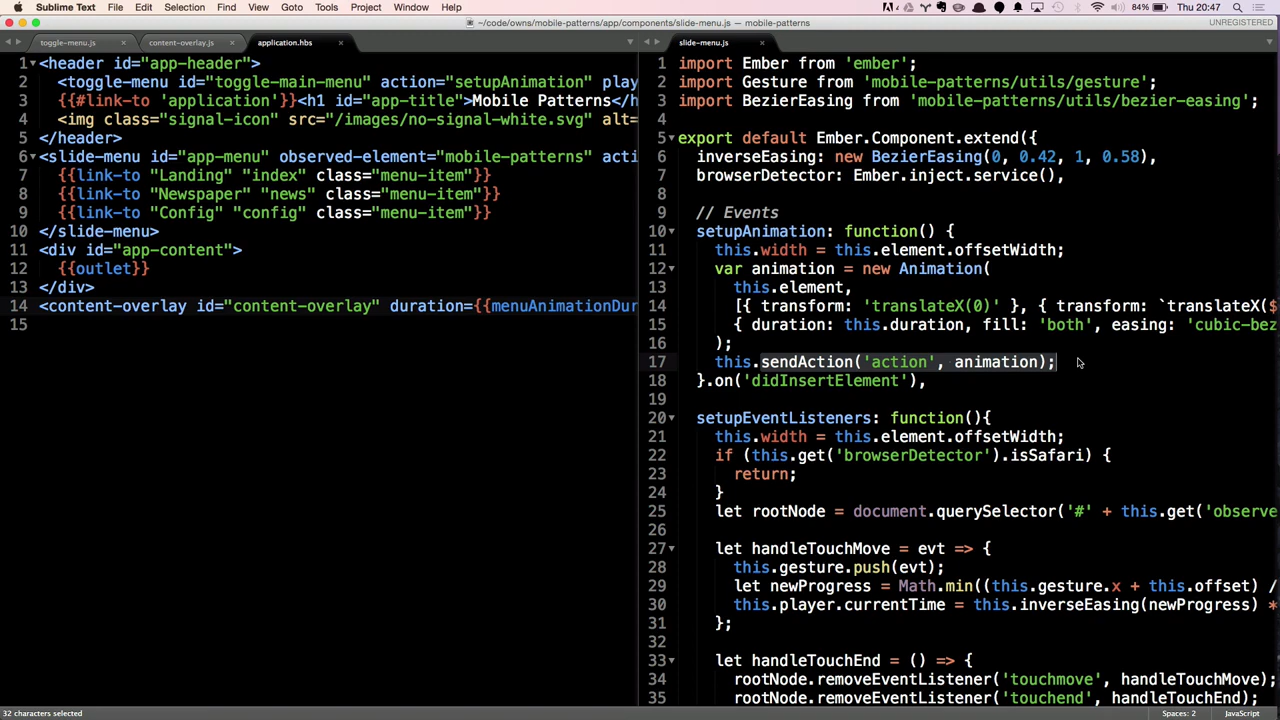 Sublime Text File Edit Selection Find View Goto Tools Project Window Help
84% Thu 20:47
~/code/owns/mobile-patterns/app/components/slide-menu.js — mobile-patterns
UNREGISTERED
toggle-menu.js content-overlay.js application.hbs
1 <header id="app-header">
2 <toggle-menu id="toggle-main-menu" action="setupAnimation" play
3 {{#link-to 'application'}}<h1 id="app-title">Mobile Patterns</h
4 <img class="signal-icon" src="/images/no-signal-white.svg" alt=
5 </header>
6 <slide-menu id="app-menu" observed-element="mobile-patterns" acti
7 {{link-to "Landing" "index" class="menu-item"}}
8 {{link-to "Newspaper" "news" class="menu-item"}}
9 {{link-to "Config" "config" class="menu-item"}}
10 </slide-menu>
11 <div id="app-content">
12 {{outlet}}
13 </div>
14 <content-overlay id="content-overlay" duration={{menuAnimationDur
15
slide-menu.js
1 import Ember from 'ember';
2 import Gesture from 'mobile-patterns/utils/gesture';
3 import BezierEasing from 'mobile-patterns/utils/bezier-easing';
4
5 export default Ember.Component.extend({
6 inverseEasing: new BezierEasing(0, 0.42, 1, 0.58),
7 browserDetector: Ember.inject.service(),
8
9 // Events
10 setupAnimation: function() {
11 this.width = this.element.offsetWidth;
12 var animation = new Animation(
13 this.element,
14 [{ transform: 'translateX(0)' }, { transform: `translateX($
15 { duration: this.duration, fill: 'both', easing: 'cubic-bez
16 );
17 this.sendAction('action', animation);
18 }.on('didInsertElement'),
19
20 setupEventListeners: function(){
21 this.width = this.element.offsetWidth;
22 if (this.get('browserDetector').isSafari) {
23 return;
24 }
25 let rootNode = document.querySelector('#' + this.get('observe
26
27 let handleTouchMove = evt => {
28 this.gesture.push(evt);
29 let newProgress = Math.min((this.gesture.x + this.offset) /
30 this.player.currentTime = this.inverseEasing(newProgress) *
31 };
32
33 let handleTouchEnd = () => {
34 rootNode.removeEventListener('touchmove', handleTouchMove);
35 rootNode.removeEventListener('touchend', handleTouchEnd);
32 characters selected Spaces: 2 JavaScript